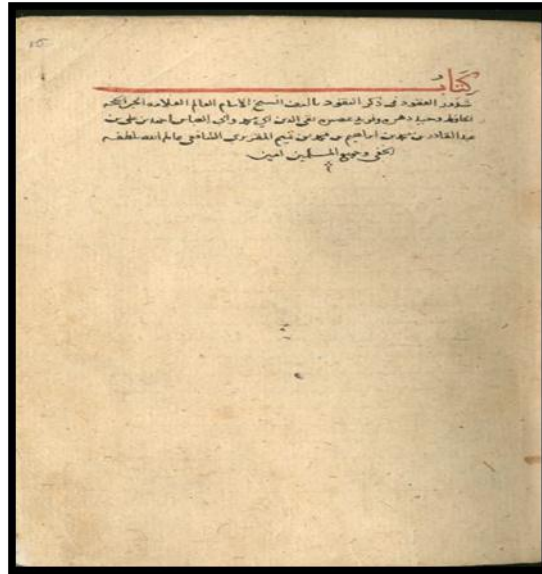 كتاب
شذور العقود في ذكر النقود تأليف الشيخ الامام العالم العلامة الحبر
الحافظ وحيد دهره وفريد عصره تقي الدين ابي محمد وابي العباس احمد بن علي بن
عبد القادر بن محمد بن ابراهيم بن محمد بن تميم المقريزي الشافعي عامله الله بلطفه
الخفي وجميع المسلمين امين